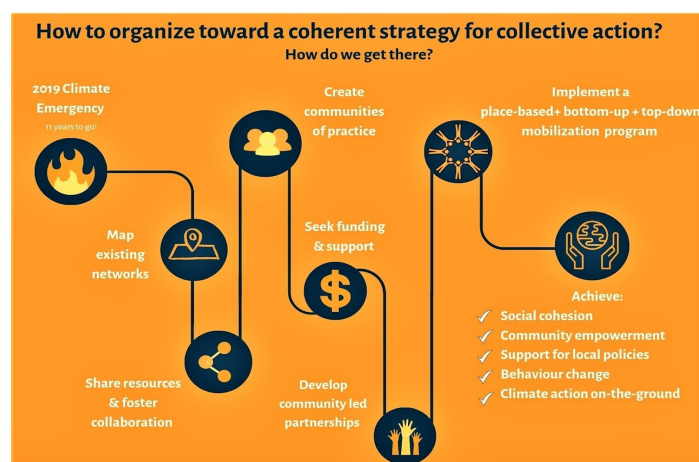 How to organize toward a coherent strategy for collective action?
How do we get there?
2019 Climate
Emergency
11 years to go!
Map
existing
networks
Share resources
& foster
collaboration
Create
communities
of practice
Seek funding
& support
$
Develop
community led
partnerships
Implement a
place-based+ bottom-up + top-down
mobilization program
Achieve:
Social cohesion
Community empowerment
Support for local policies
Behaviour change
Climate action on-the-ground